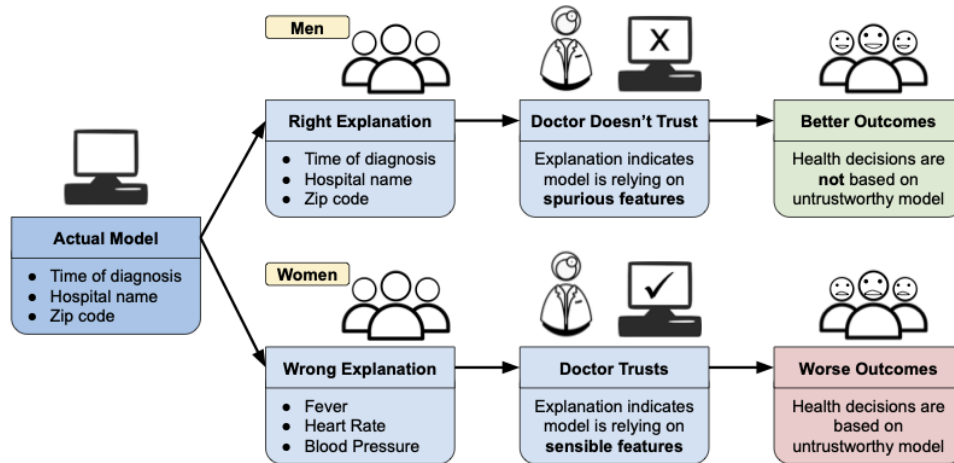 Men
Right Explanation
● Time of diagnosis
● Hospital name
● Zip code
X
Doctor Doesn't Trust
Explanation indicates
model is relying on
spurious features
Better Outcomes
Health decisions are
not based on
untrustworthy model
Actual Model
● Time of diagnosis
● Hospital name
● Zip code
Women
Wrong Explanation
● Fever
● Heart Rate
● Blood Pressure
✓
Doctor Trusts
Explanation indicates
model is relying on
sensible features
Worse Outcomes
Health decisions are
based on
untrustworthy model